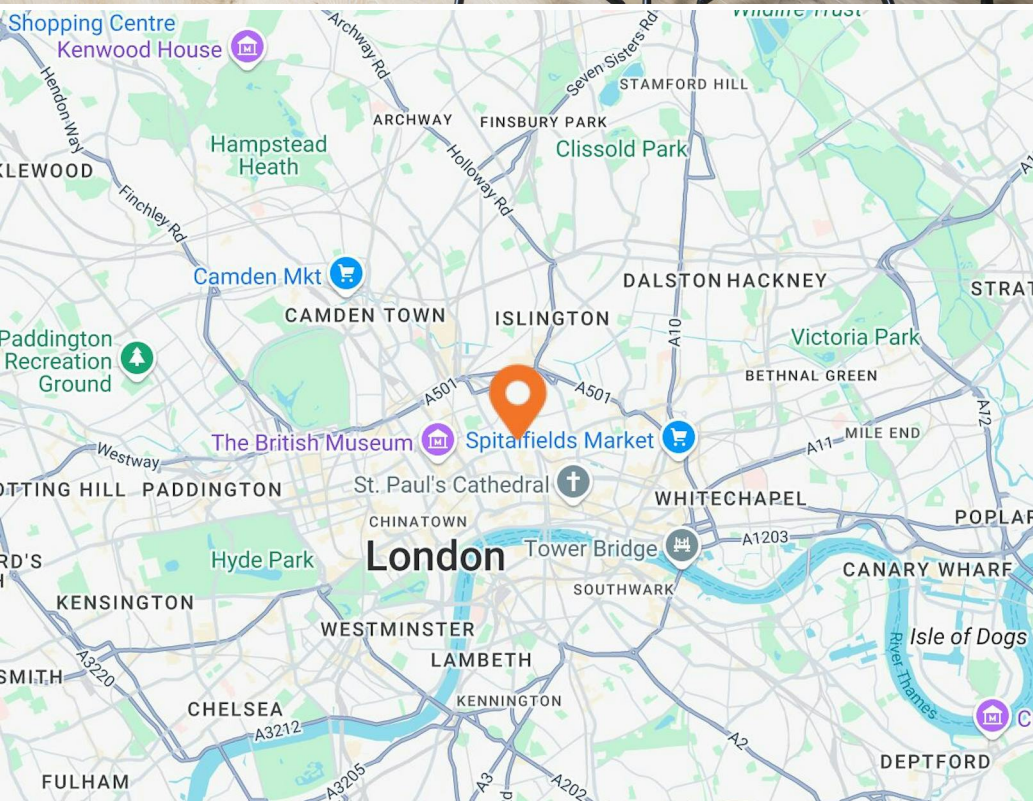 Shopping Centre
Kenwood House
Archway Rd
Seven Sisters Rd
Wildlife Trust
STAMFORD HILL
Hendon Way
ARCHWAY
FINSBURY PARK
Hampstead
Heath
Clissold Park
KLEWOOD
Holloway Rd
Finchley Rd
Camden Mkt
DALSTON
HACKNEY
STRAT
CAMDEN TOWN
ISLINGTON
A10
Paddington
Recreation
Ground
Victoria Park
BETHNAL GREEN
A501
A501
A12
The British Museum
Spitalfields Market
A11
MILE END
Westway
OTTING HILL
PADDINGTON
St. Paul's Cathedral
WHITECHAPEL
CHINATOWN
POPLAR
London
Tower Bridge
A1203
Hyde Park
RD'S
CANARY WHARF
SOUTHWARK
KENSINGTON
WESTMINSTER
Isle of Dogs
LAMBETH
River Thames
SMITH
A3220
KENNINGTON
CHELSEA
A3212
C
A2
DEPTFORD
FULHAM
A3205
A3
A202